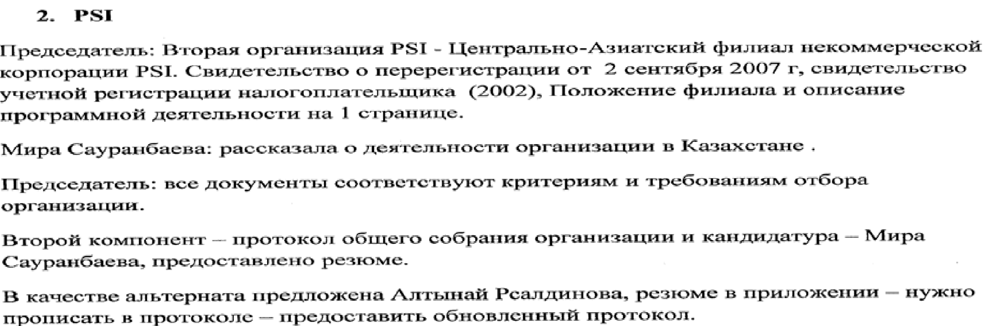 2. PSI
Председатель: Вторая организация PSI - Центрально-Азиатский филиал некоммерческой
корпорации PSI. Свидетельство о перерегистрации от 2 сентября 2007 г, свидетельство
учетной регистрации налогоплательщика (2002), Положение филиала и описание
программной деятельности на 1 странице.
Мира Сауранбаева: рассказала о деятельности организации в Казахстане .
Председатель: все документы соответствуют критериям и требованиям отбора
организации.
Второй компонент – протокол общего собрания организации и кандидатура – Мира
Сауранбаева, предоставлено резюме.
В качестве альтерната предложена Алтынай Рсалдинова, резюме в приложении – нужно
прописать в протоколе – предоставить обновленный протокол.